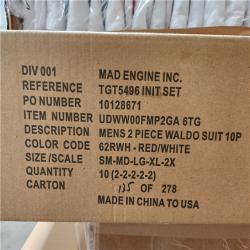 DIV 001 MAD ENGINE INC.
REFERENCE TGT5496 INIT SET
PO NUMBER 10128671
ITEM NUMBER UDWW00FMP2GA 6TG
DESCRIPTION MENS 2 PIECE WALDO SUIT 10P
COLOR CODE 62RWH - RED/WHITE
SIZE/SCALE SM-MD-LG-XL-2X
QUANTITY 10 (2-2-2-2-2)
CARTON 135 OF 278
MADE IN CHINA TO USA